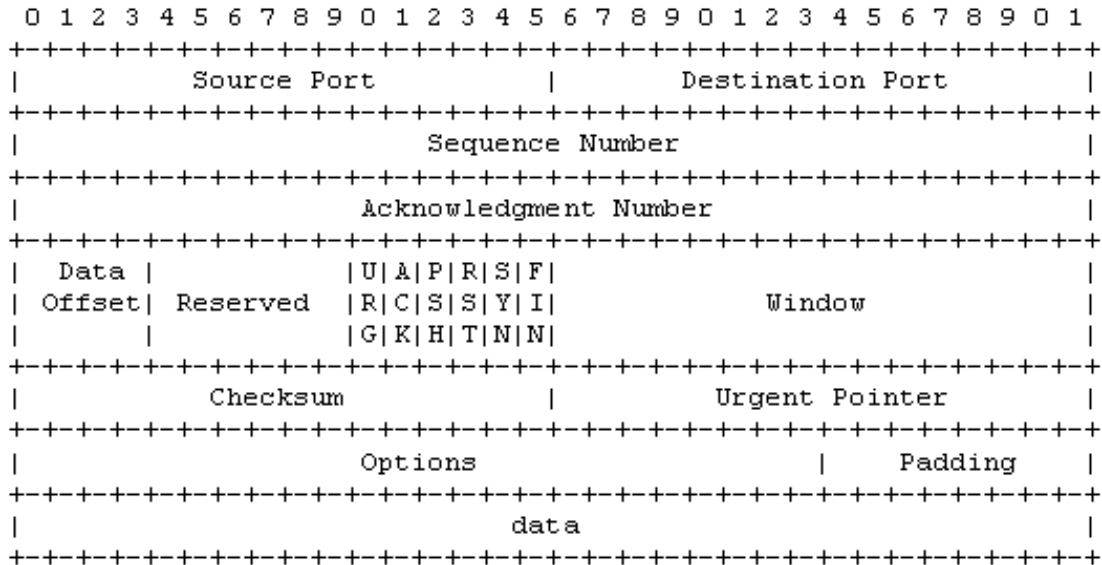 0 1 2 3 4 5 6 7 8 9 0 1 2 3 4 5 6 7 8 9 0 1 2 3 4 5 6 7 8 9 0 1
+-+-+-+-+-+-+-+-+-+-+-+-+-+-+-+-+-+-+-+-+-+-+-+-+-+-+-+-+-+-+-+-+
|          Source Port          |       Destination Port        |
+-+-+-+-+-+-+-+-+-+-+-+-+-+-+-+-+-+-+-+-+-+-+-+-+-+-+-+-+-+-+-+-+
|                        Sequence Number                        |
+-+-+-+-+-+-+-+-+-+-+-+-+-+-+-+-+-+-+-+-+-+-+-+-+-+-+-+-+-+-+-+-+
|                    Acknowledgment Number                      |
+-+-+-+-+-+-+-+-+-+-+-+-+-+-+-+-+-+-+-+-+-+-+-+-+-+-+-+-+-+-+-+-+
|  Data |           |U|A|P|R|S|F|                               |
| Offset| Reserved  |R|C|S|S|Y|I|            Window             |
|       |           |G|K|H|T|N|N|                               |
+-+-+-+-+-+-+-+-+-+-+-+-+-+-+-+-+-+-+-+-+-+-+-+-+-+-+-+-+-+-+-+-+
|           Checksum            |         Urgent Pointer        |
+-+-+-+-+-+-+-+-+-+-+-+-+-+-+-+-+-+-+-+-+-+-+-+-+-+-+-+-+-+-+-+-+
|                    Options                    |    Padding    |
+-+-+-+-+-+-+-+-+-+-+-+-+-+-+-+-+-+-+-+-+-+-+-+-+-+-+-+-+-+-+-+-+
|                             data                              |
+-+-+-+-+-+-+-+-+-+-+-+-+-+-+-+-+-+-+-+-+-+-+-+-+-+-+-+-+-+-+-+-+